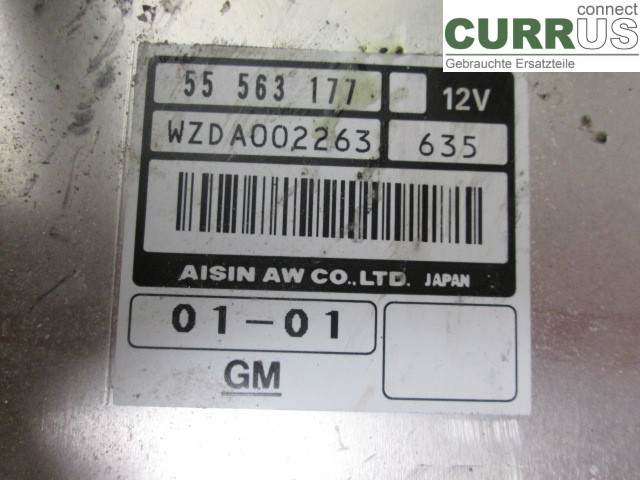 connect
CURRUS
Gebrauchte Ersatzteile
55 563 177
12V
WZDA002263
635
AISIN AW CO.,LTD. JAPAN
01-01
GM